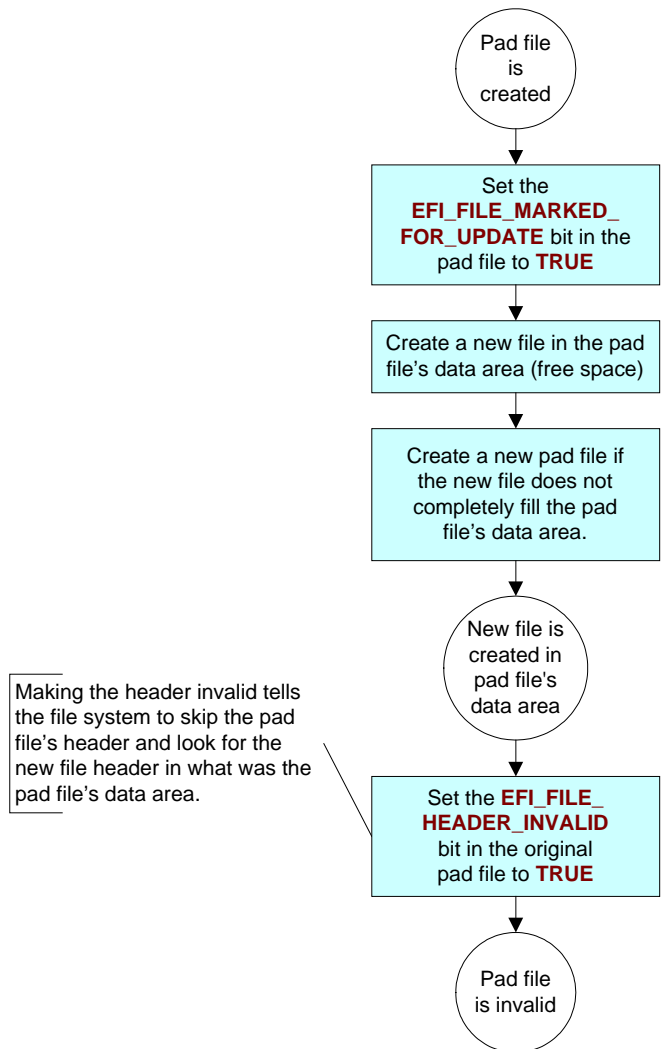 Pad file
is
created
Set the
EFI_FILE_MARKED_
FOR_UPDATE bit in the
pad file to TRUE
Create a new file in the pad
file's data area (free space)
Create a new pad file if
the new file does not
completely fill the pad
file's data area.
New file is
created in
pad file's
data area
Making the header invalid tells
the file system to skip the pad
file's header and look for the
new file header in what was the
pad file's data area.
Set the EFI_FILE_
HEADER_INVALID
bit in the original
pad file to TRUE
Pad file
is invalid